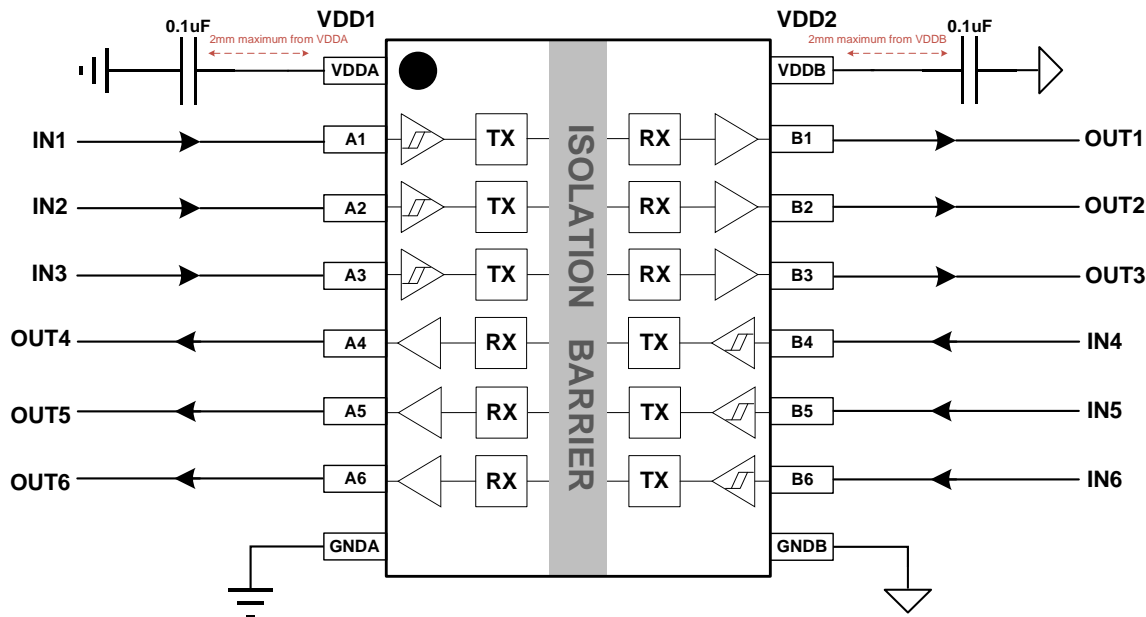 VDD1 VDD2
0.1uF 2mm maximum from VDDA 2mm maximum from VDDB 0.1uF
VDDA VDDB
IN1 A1 TX RX B1 OUT1
IN2 A2 TX RX B2 OUT2
IN3 A3 TX RX B3 OUT3
OUT4 A4 RX TX B4 IN4
OUT5 A5 RX TX B5 IN5
OUT6 A6 RX TX B6 IN6
GNDA GNDB
ISOLATION BARRIER